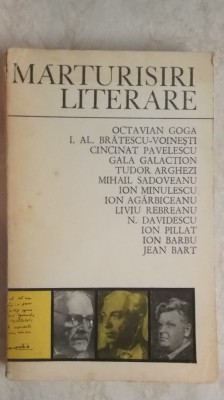 MĂRTURISIRI
LITERARE
OCTAVIAN GOGA
I. AL. BRĂTESCU-VOINEȘTI
CINCINAT PAVELESCU
GALA GALACTION
TUDOR ARGHEZI
MIHAIL SADOVEANU
ION MINULESCU
ION AGÂRBICEANU
LIVIU REBREANU
N. DAVIDESCU
ION PILLAT
ION BARBU
JEAN BART